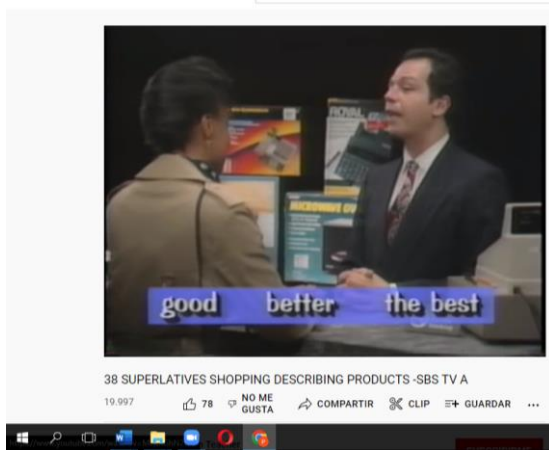 ROYAL
MICROWAVE OV
good better the best
38 SUPERLATIVES SHOPPING DESCRIBING PRODUCTS -SBS TV A
19.997 78 NO ME GUSTA COMPARTIR CLIP GUARDAR